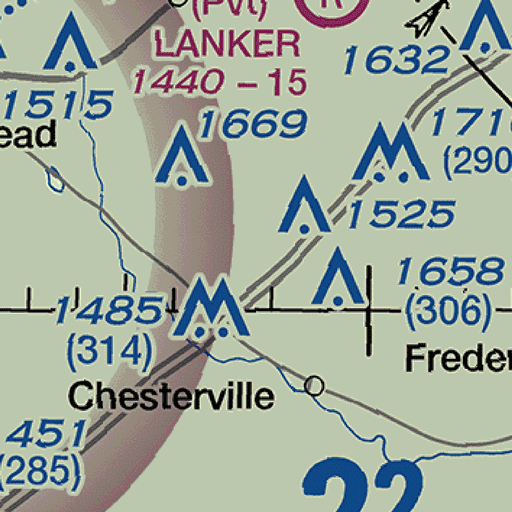 (Pvt)
R
LANKER
1440 – 15
1632
1515
1669
ead
171
(290
1525
1658
(306)
1485
(314)
Freder
Chesterville
451
(285)
22